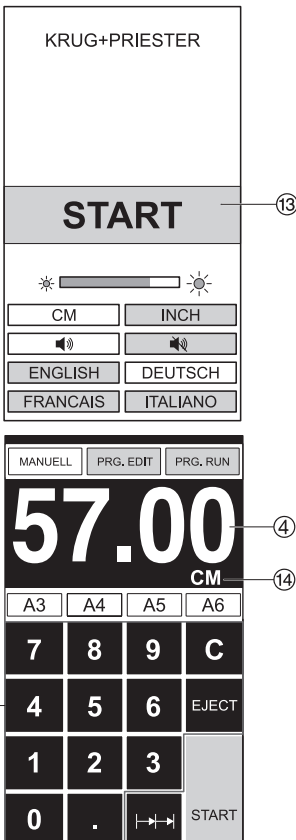 KRUG+PRIESTER
START
13
CM INCH
ENGLISH DEUTSCH
FRANCAIS ITALIANO
MANUELL PRG. EDIT PRG. RUN
57.00
4
CM
14
A3 A4 A5 A6
7 8 9 C
4 5 6 EJECT
1 2 3
0 . START